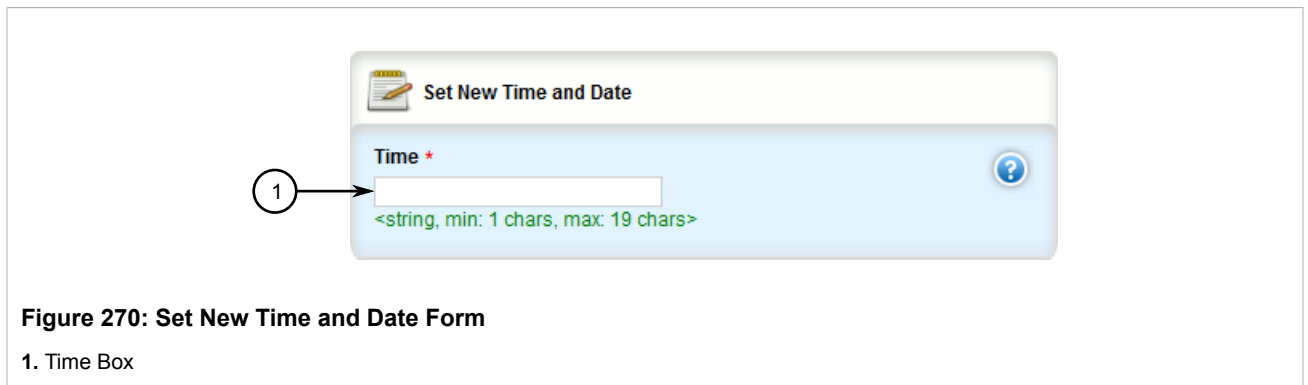 Set New Time and Date
Time *
1
<string, min: 1 chars, max: 19 chars>
Figure 270: Set New Time and Date Form
1. Time Box